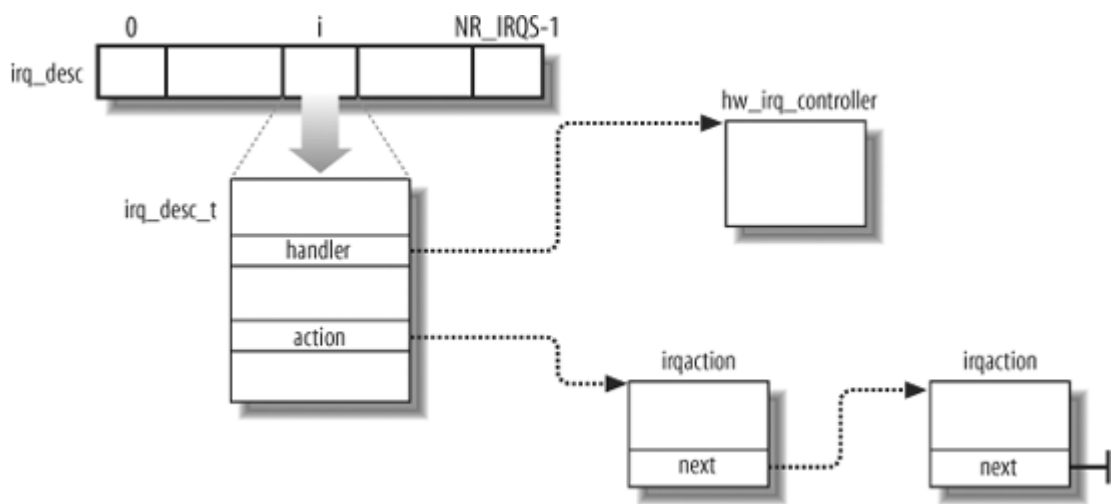 0 i NR_IRQS-1
irq_desc
hw_irq_controller
irq_desc_t
handler
action
irqaction irqaction
next next